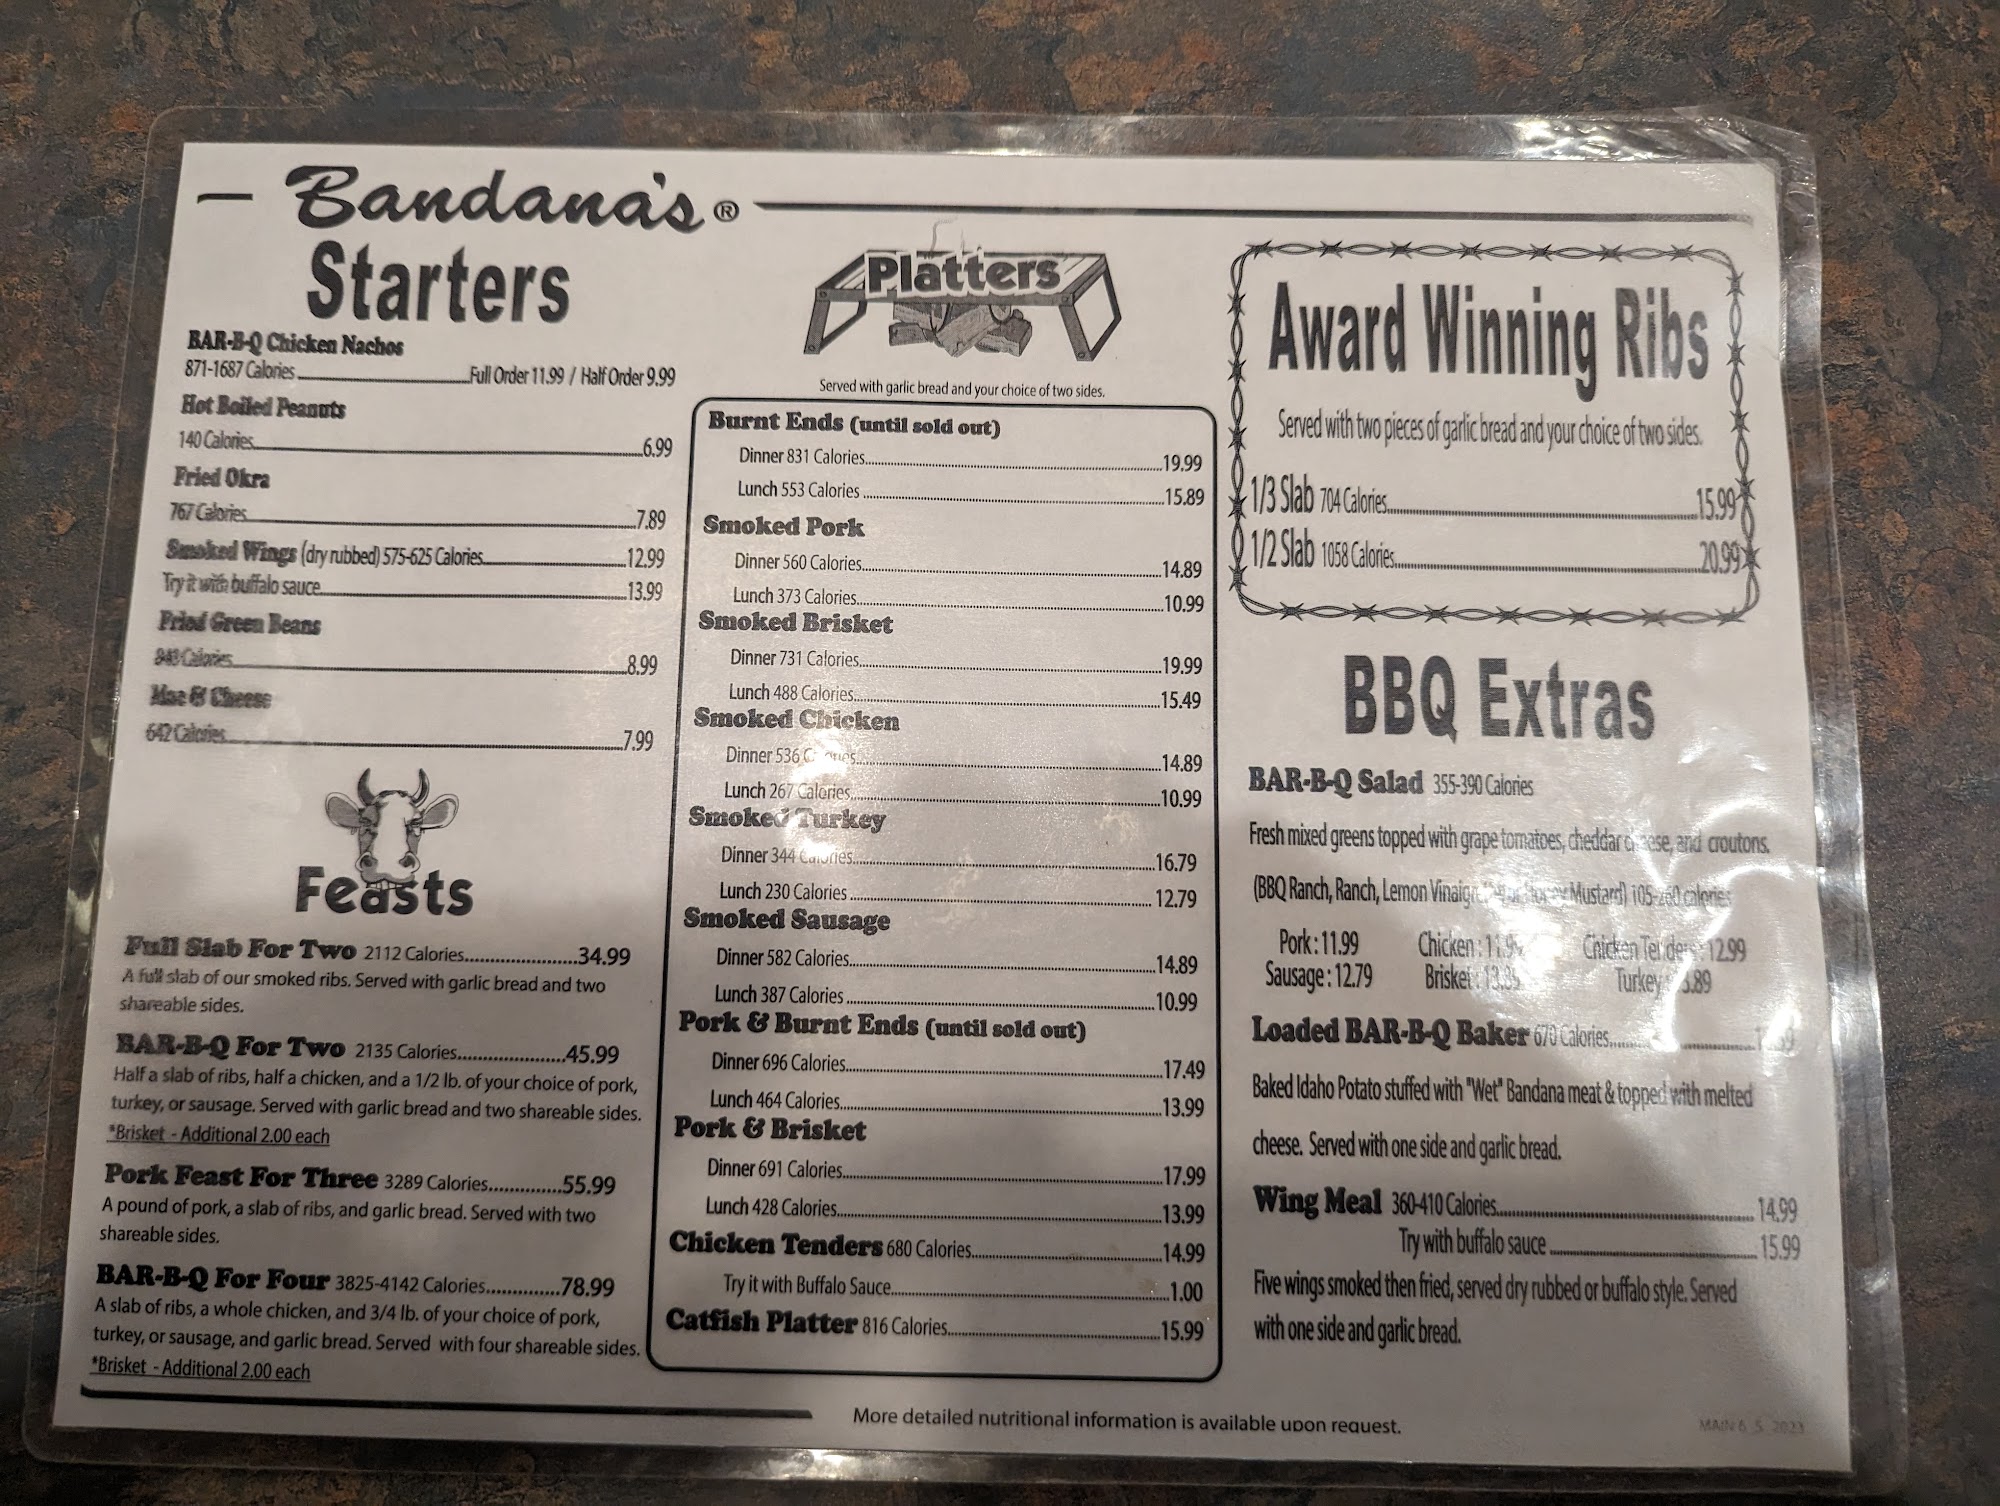 Bandana's®
Starters
BAR-B-Q Chicken Nachos
871-1687 Calories Full Order 11.99 / Half Order 9.99
Hot Boiled Peanuts
140 Calories 6.99
Fried Okra
767 Calories 7.89
Smoked Wings (dry rubbed) 575-625 Calories 12.99
Try it with buffalo sauce 13.99
Fried Green Beans
Calories 8.99
Mac & Cheese
642 Calories 7.99
Feasts
Full Slab For Two 2112 Calories 34.99
A full slab of our smoked ribs. Served with garlic bread and two
shareable sides.
BAR-B-Q For Two 2135 Calories 45.99
Half a slab of ribs, half a chicken, and a 1/2 lb. of your choice of pork,
turkey, or sausage. Served with garlic bread and two shareable sides.
*Brisket - Additional 2.00 each
Pork Feast For Three 3289 Calories 55.99
A pound of pork, a slab of ribs, and garlic bread. Served with two
shareable sides.
BAR-B-Q For Four 3825-4142 Calories 78.99
A slab of ribs, a whole chicken, and 3/4 lb. of your choice of pork,
turkey, or sausage, and garlic bread. Served with four shareable sides.
*Brisket - Additional 2.00 each
Platters
Served with garlic bread and your choice of two sides.
Burnt Ends (until sold out)
Dinner 831 Calories 19.99
Lunch 553 Calories 15.89
Smoked Pork
Dinner 560 Calories 14.89
Lunch 373 Calories 10.99
Smoked Brisket
Dinner 731 Calories 19.99
Lunch 488 Calories 15.49
Smoked Chicken
Dinner 536 Calories 14.89
Lunch 267 Calories 10.99
Smoked Turkey
Dinner 344 Calories 16.79
Lunch 230 Calories 12.79
Smoked Sausage
Dinner 582 Calories 14.89
Lunch 387 Calories 10.99
Pork & Burnt Ends (until sold out)
Dinner 696 Calories 17.49
Lunch 464 Calories 13.99
Pork & Brisket
Dinner 691 Calories 17.99
Lunch 428 Calories 13.99
Chicken Tenders 680 Calories 14.99
Try it with Buffalo Sauce 1.00
Catfish Platter 816 Calories 15.99
Award Winning Ribs
Served with two pieces of garlic bread and your choice of two sides.
1/3 Slab 704 Calories 15.99
1/2 Slab 1058 Calories 20.99
BBQ Extras
BAR-B-Q Salad 355-390 Calories
Fresh mixed greens topped with grape tomatoes, cheddar cheese, and croutons.
(BBQ Ranch, Ranch, Lemon Mustard) 105-260 calories
Pork: 11.99 Chicken: Chicken Tenders: 12.99
Sausage: 12.79 Brisket: Turkey
Loaded BAR-B-Q Baker 670 Calories
Baked Idaho Potato stuffed with "Wet" Bandana meat & topped with melted
cheese. Served with one side and garlic bread.
Wing Meal 360-410 Calories 14.99
Try with buffalo sauce 15.99
Five wings smoked then fried, served dry rubbed or buffalo style. Served
with one side and garlic bread.
More detailed nutritional information is available upon request.
MAIN 6 5 2023